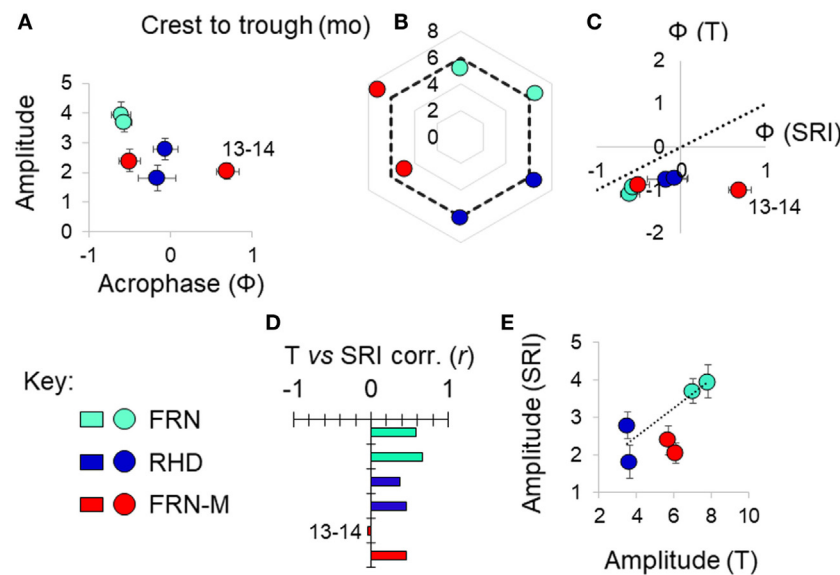 A
Amplitude
5
4
3
2
1
0
13-14
-1 0 1
Acrophase (Φ)
Crest to trough (mo)
B
8
6
4
2
0
C
Φ (T)
2
1
0
-1
-2
Φ (SRI)
-1 0 1
13-14
Key:
FRN
RHD
FRN-M
D
T vs SRI corr. (r)
-1 0 1
13-14
E
Amplitude (SRI)
5
4
3
2
1
2 4 6 8 10
Amplitude (T)